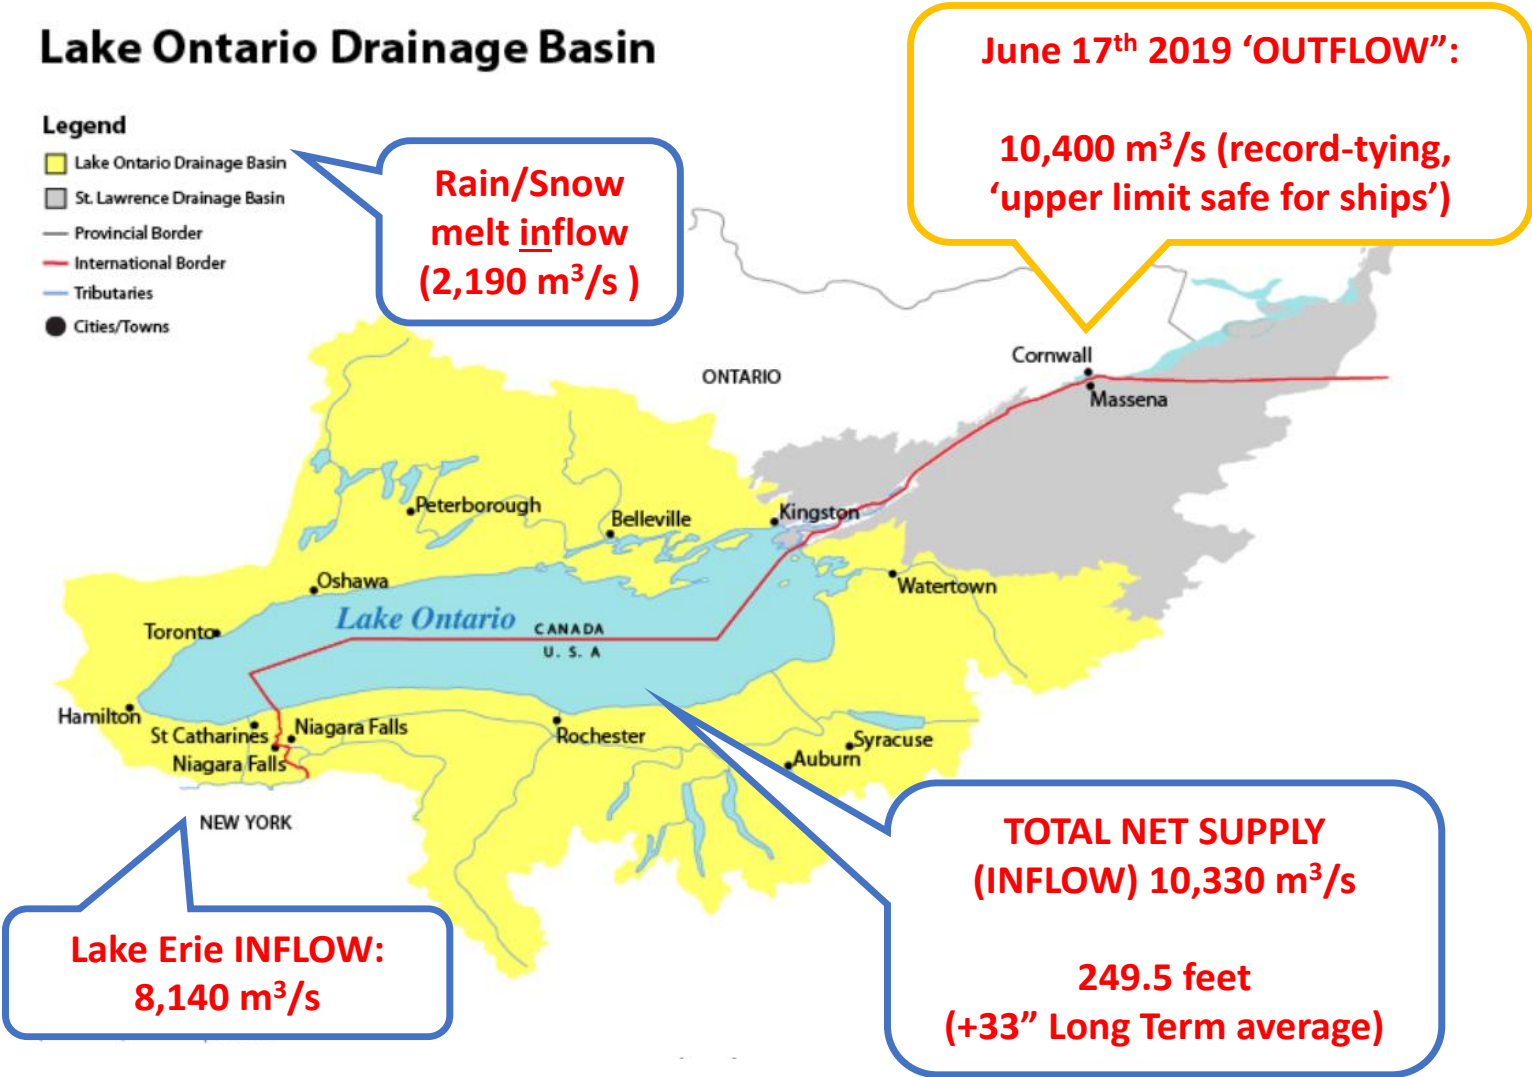 Lake Ontario Drainage Basin
June 17th 2019 ‘OUTFLOW”:
10,400 m³/s (record-tying,
‘upper limit safe for ships’)
Legend
Lake Ontario Drainage Basin
St. Lawrence Drainage Basin
Provincial Border
International Border
Tributaries
Cities/Towns
Rain/Snow
melt inflow
(2,190 m³/s )
ONTARIO
Cornwall
Massena
Peterborough
Belleville
Kingston
Oshawa
Watertown
Lake Ontario
CANADA
U. S. A
Toronto
Hamilton
St Catharines
Niagara Falls
Niagara Falls
Rochester
Syracuse
Auburn
NEW YORK
TOTAL NET SUPPLY
(INFLOW) 10,330 m³/s
249.5 feet
(+33” Long Term average)
Lake Erie INFLOW:
8,140 m³/s